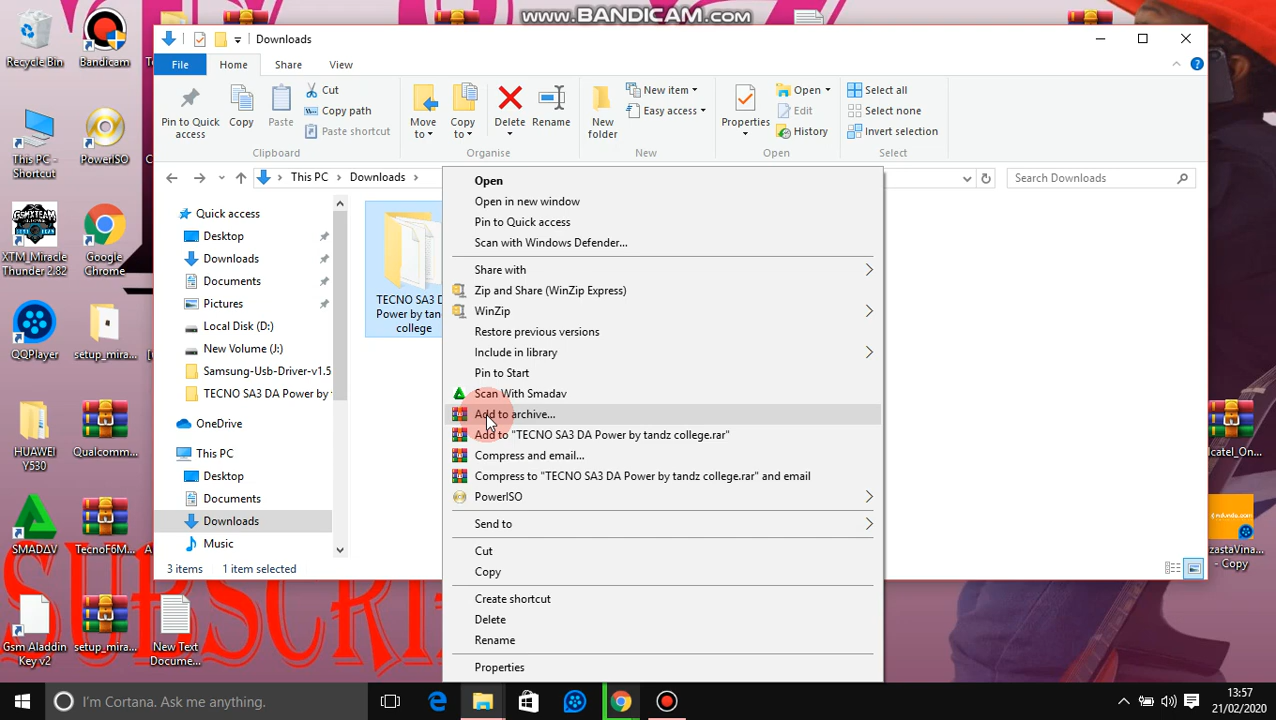 www.BANDICAM.com
Downloads
File
Home
Share
View
Pin to Quick access
Copy
Paste
Cut
Copy path
Paste shortcut
Clipboard
Move to
Copy to
Delete
Rename
Organise
New folder
New item
Easy access
New
Properties
Open
Edit
History
Open
Select all
Select none
Invert selection
Select
This PC
Downloads
Search Downloads
Quick access
Desktop
Downloads
Documents
Pictures
Local Disk (D:)
New Volume (J:)
Samsung-Usb-Driver-v1.5
TECNO SA3 DA Power by t
OneDrive
This PC
Desktop
Documents
Downloads
Music
3 items
1 item selected
TECNO SA3 D
Power by tan
college
Open
Open in new window
Pin to Quick access
Scan with Windows Defender...
Share with
Zip and Share (WinZip Express)
WinZip
Restore previous versions
Include in library
Pin to Start
Scan With Smadav
Add to archive...
Add to "TECNO SA3 DA Power by tandz college.rar"
Compress and email...
Compress to "TECNO SA3 DA Power by tandz college.rar" and email
PowerISO
Send to
Cut
Copy
Create shortcut
Delete
Rename
Properties
Recycle Bin
Bandicam
This PC -
Shortcut
PowerISO
XTM_Miracle
Thunder 2.82
Google
Chrome
QQPlayer
setup_mira...
HUAWEI
Y530
Qualcomm...
SMADΔV
TecnoF6M...
Gsm Aladdin
Key v2
setup_mira...
New Text
Docume...
lcatel_On...
zastaVina...
- Copy
SUBSCRI
I'm Cortana. Ask me anything.
13:57
21/02/2020